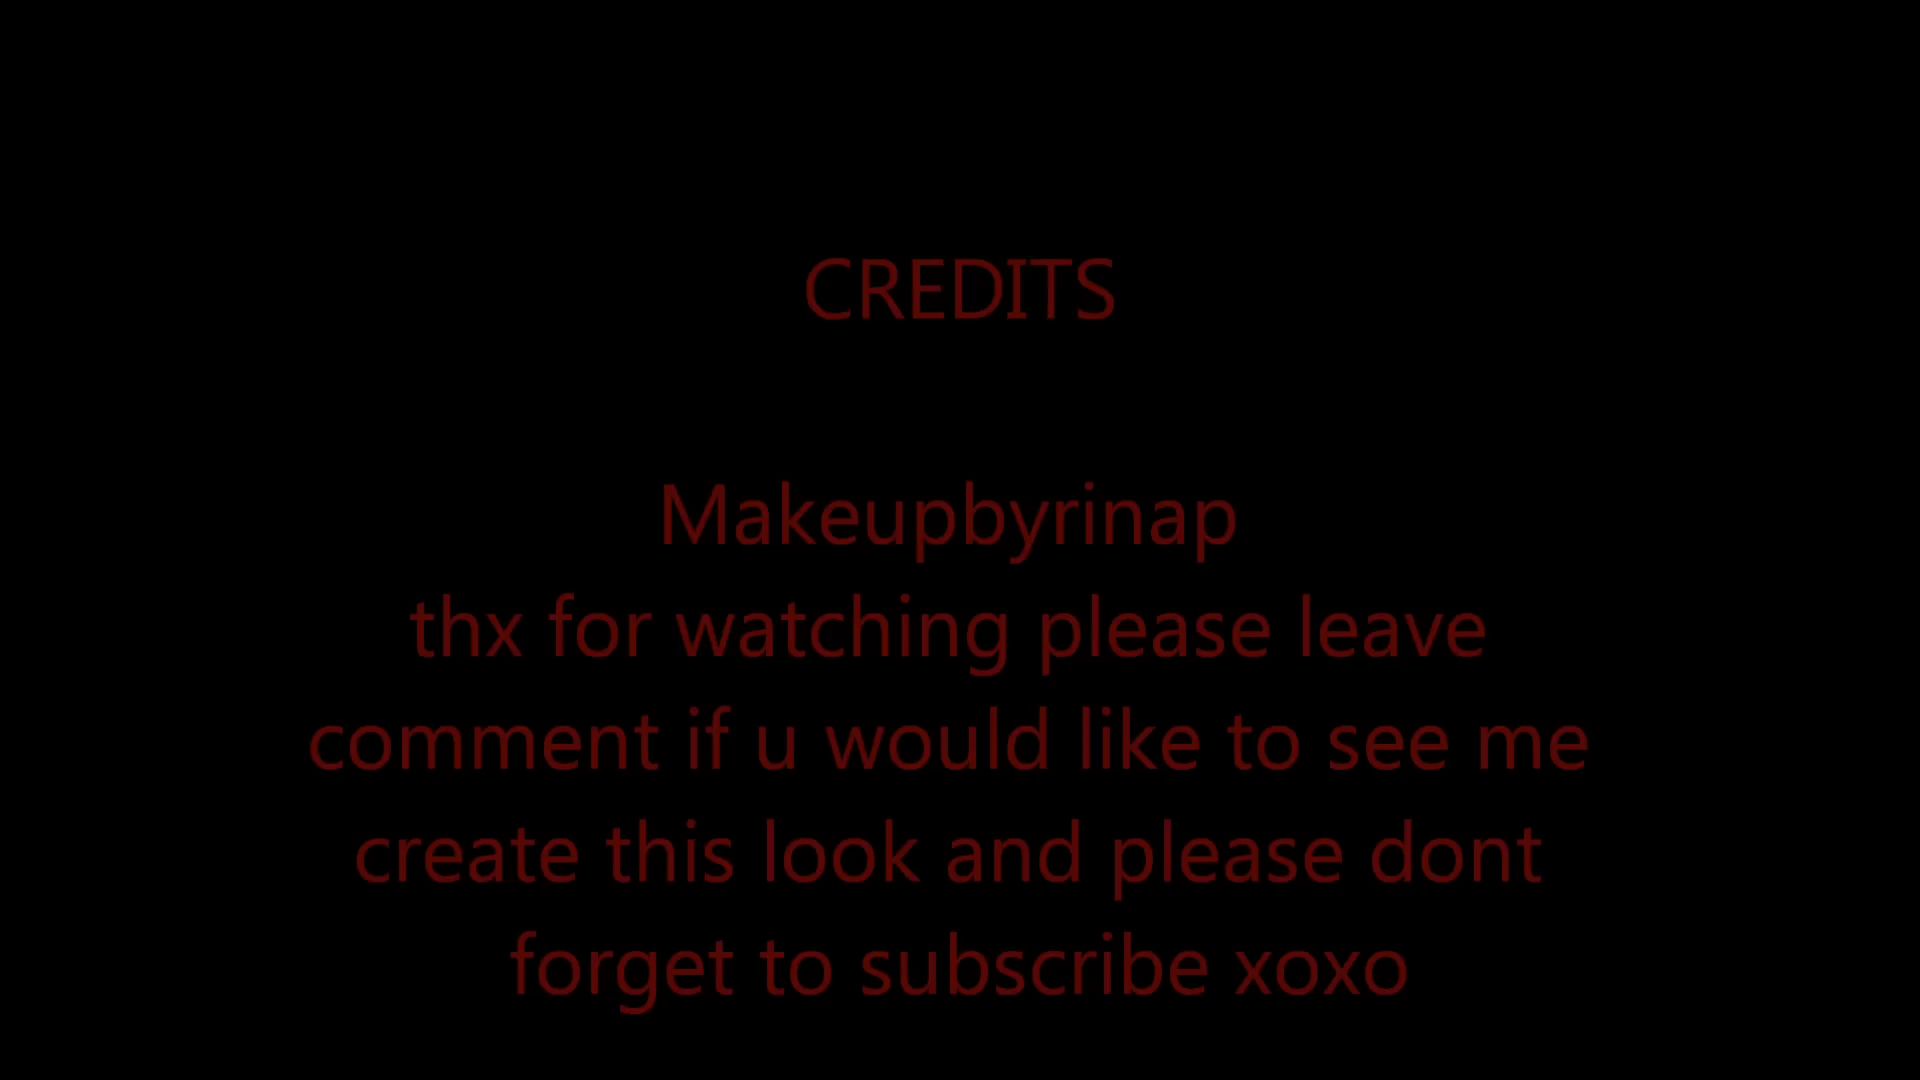 CREDITS
Makeupbyrinap
thx for watching please leave
comment if u would like to see me
create this look and please dont
forget to subscribe xoxo